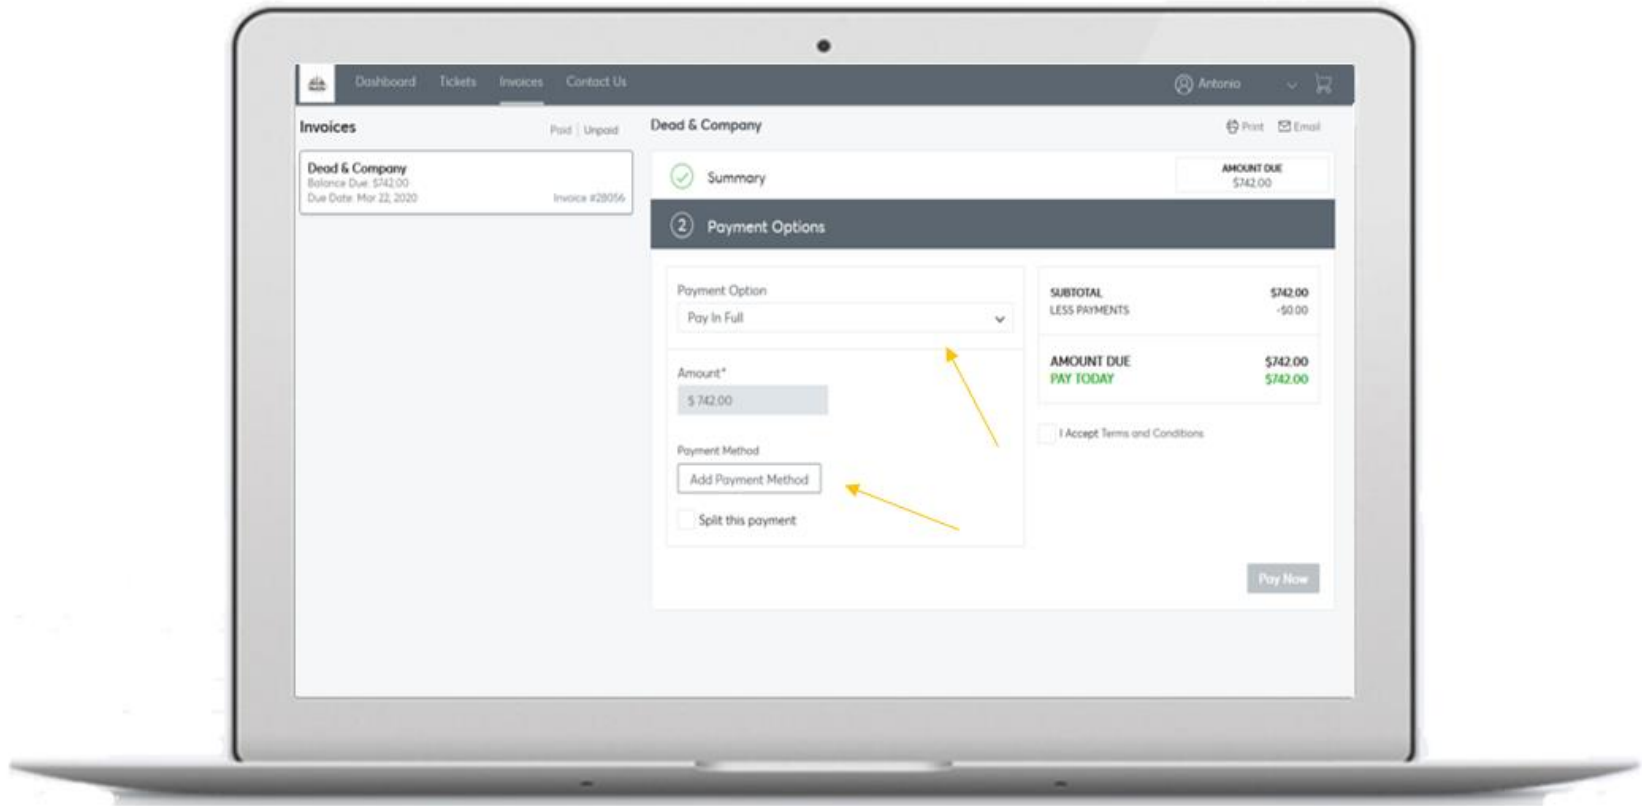 Dashboard Tickets Invoices Contact Us Antonio
Invoices Paid | Unpaid
Dead & Company
Balance Due: $742.00
Due Date: Mar 22, 2020 Invoice #28056
Dead & Company Print Email
Summary
AMOUNT DUE
$742.00
2 Payment Options
Payment Option
Pay In Full
Amount*
$ 742.00
Payment Method
Add Payment Method
Split this payment
SUBTOTAL $742.00
LESS PAYMENTS -$0.00
AMOUNT DUE $742.00
PAY TODAY $742.00
I Accept Terms and Conditions
Pay Now